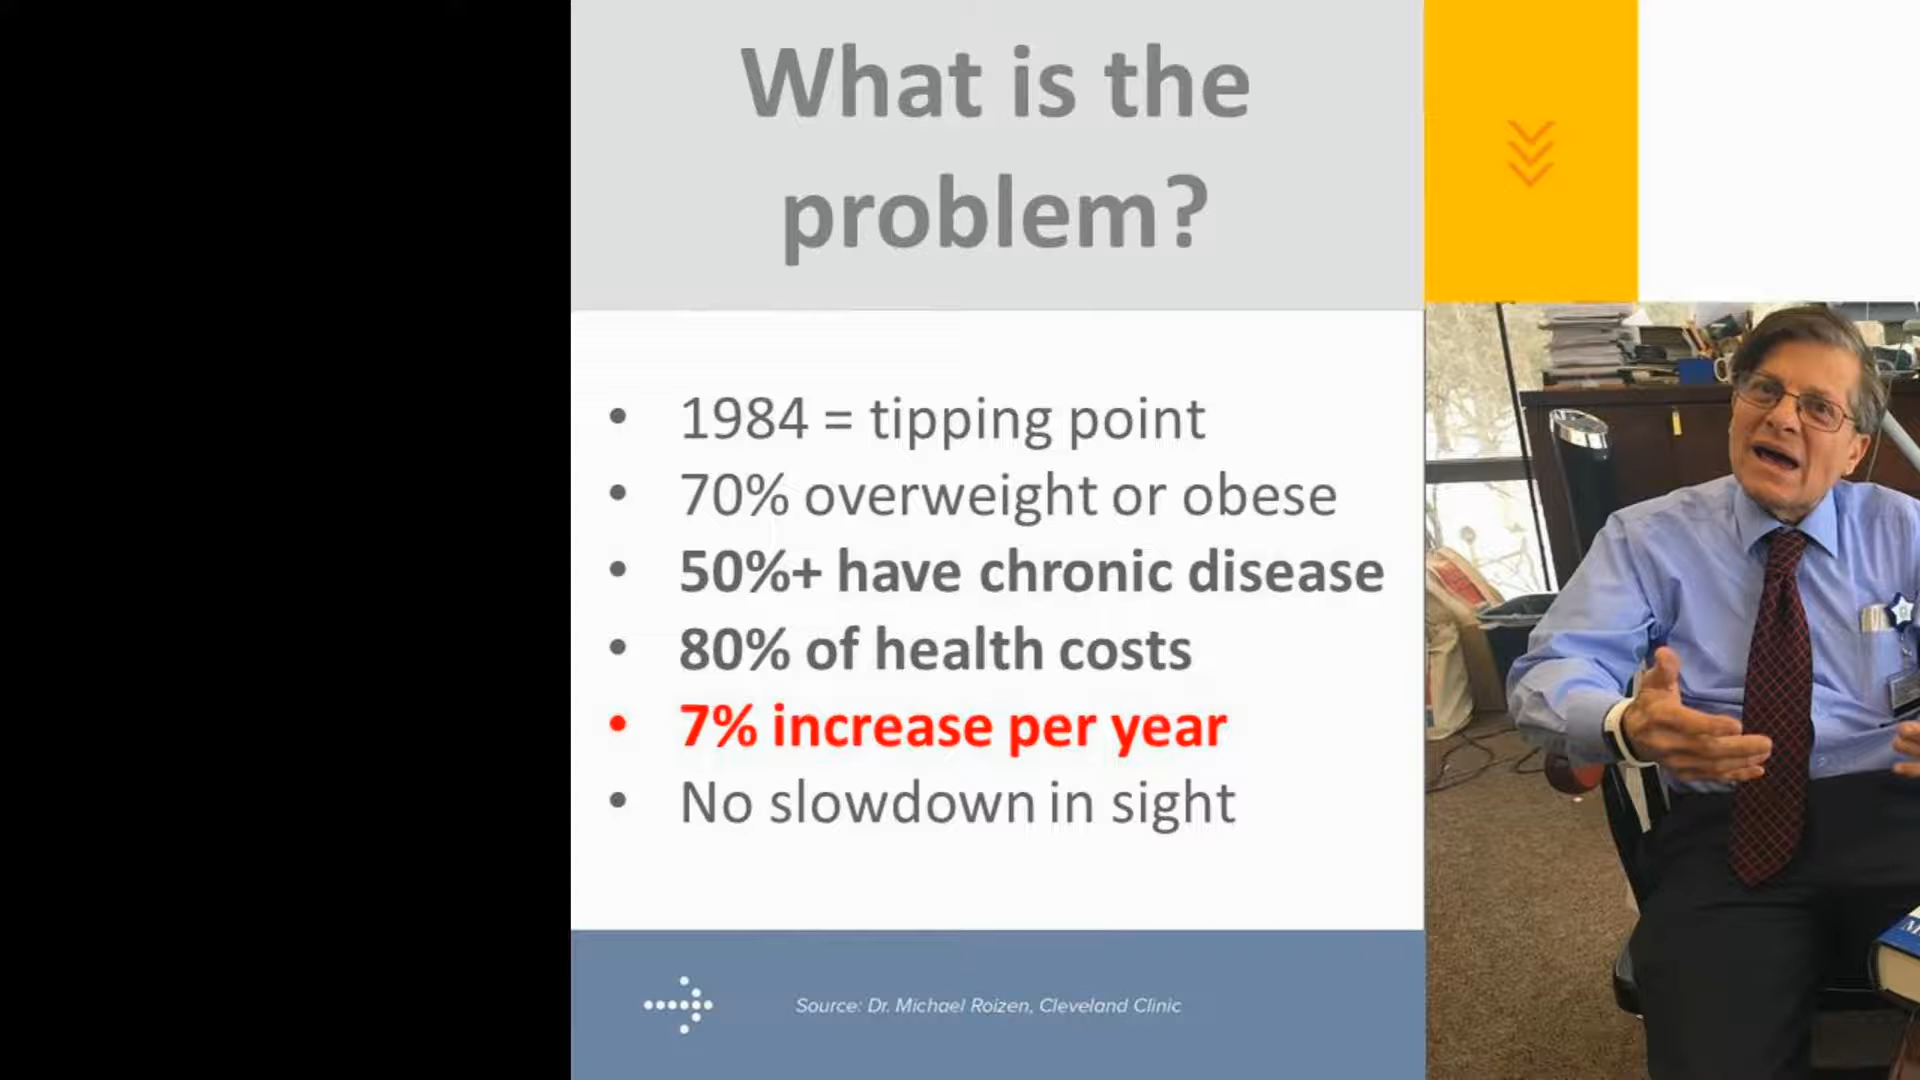 What is the
problem?
• 1984 = tipping point
• 70% overweight or obese
• 50%+ have chronic disease
• 80% of health costs
• 7% increase per year
• No slowdown in sight
Source: Dr. Michael Roizen, Cleveland Clinic